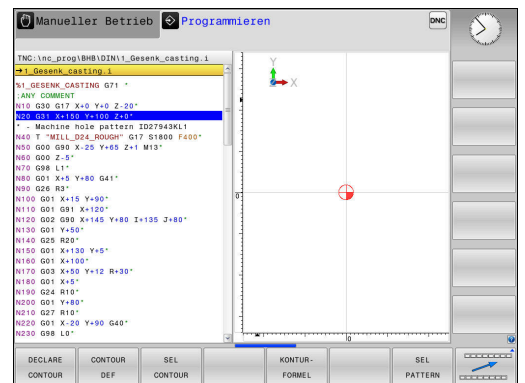 Manueller Betrieb
Programmieren
DNC
TNC:\nc_prog\BHB\DIN\1_Gesenk_casting.i
→1_Gesenk_casting.i
%1_GESENK_CASTING G71 *
;ANY COMMENT
N10 G30 G17 X+0 Y+0 Z-20*
N20 G31 X+150 Y+100 Z+0*
* - Machine hole pattern ID27943KL1
N40 T "MILL_D24_ROUGH" G17 S1800 F400*
N50 G00 G90 X-25 Y+65 Z+1 M13*
N60 G00 Z-5*
N70 G98 L1*
N80 G01 X+5 Y+80 G41*
N90 G26 R3*
N100 G01 X+15 Y+90*
N110 G01 G91 X+120*
N120 G02 G90 X+145 Y+80 I+135 J+80*
N130 G01 Y+50*
N140 G25 R20*
N150 G01 X+130 Y+5*
N160 G01 X+100*
N170 G03 X+50 Y+12 R+30*
N180 G01 X+5*
N190 G24 R10*
N200 G01 Y+80*
N210 G27 R10*
N220 G01 X-20 Y+90 G40*
N230 G98 L0*
Y
X
0
0
DECLARE
CONTOUR
CONTOUR
DEF
SEL
CONTOUR
KONTUR-
FORMEL
SEL
PATTERN